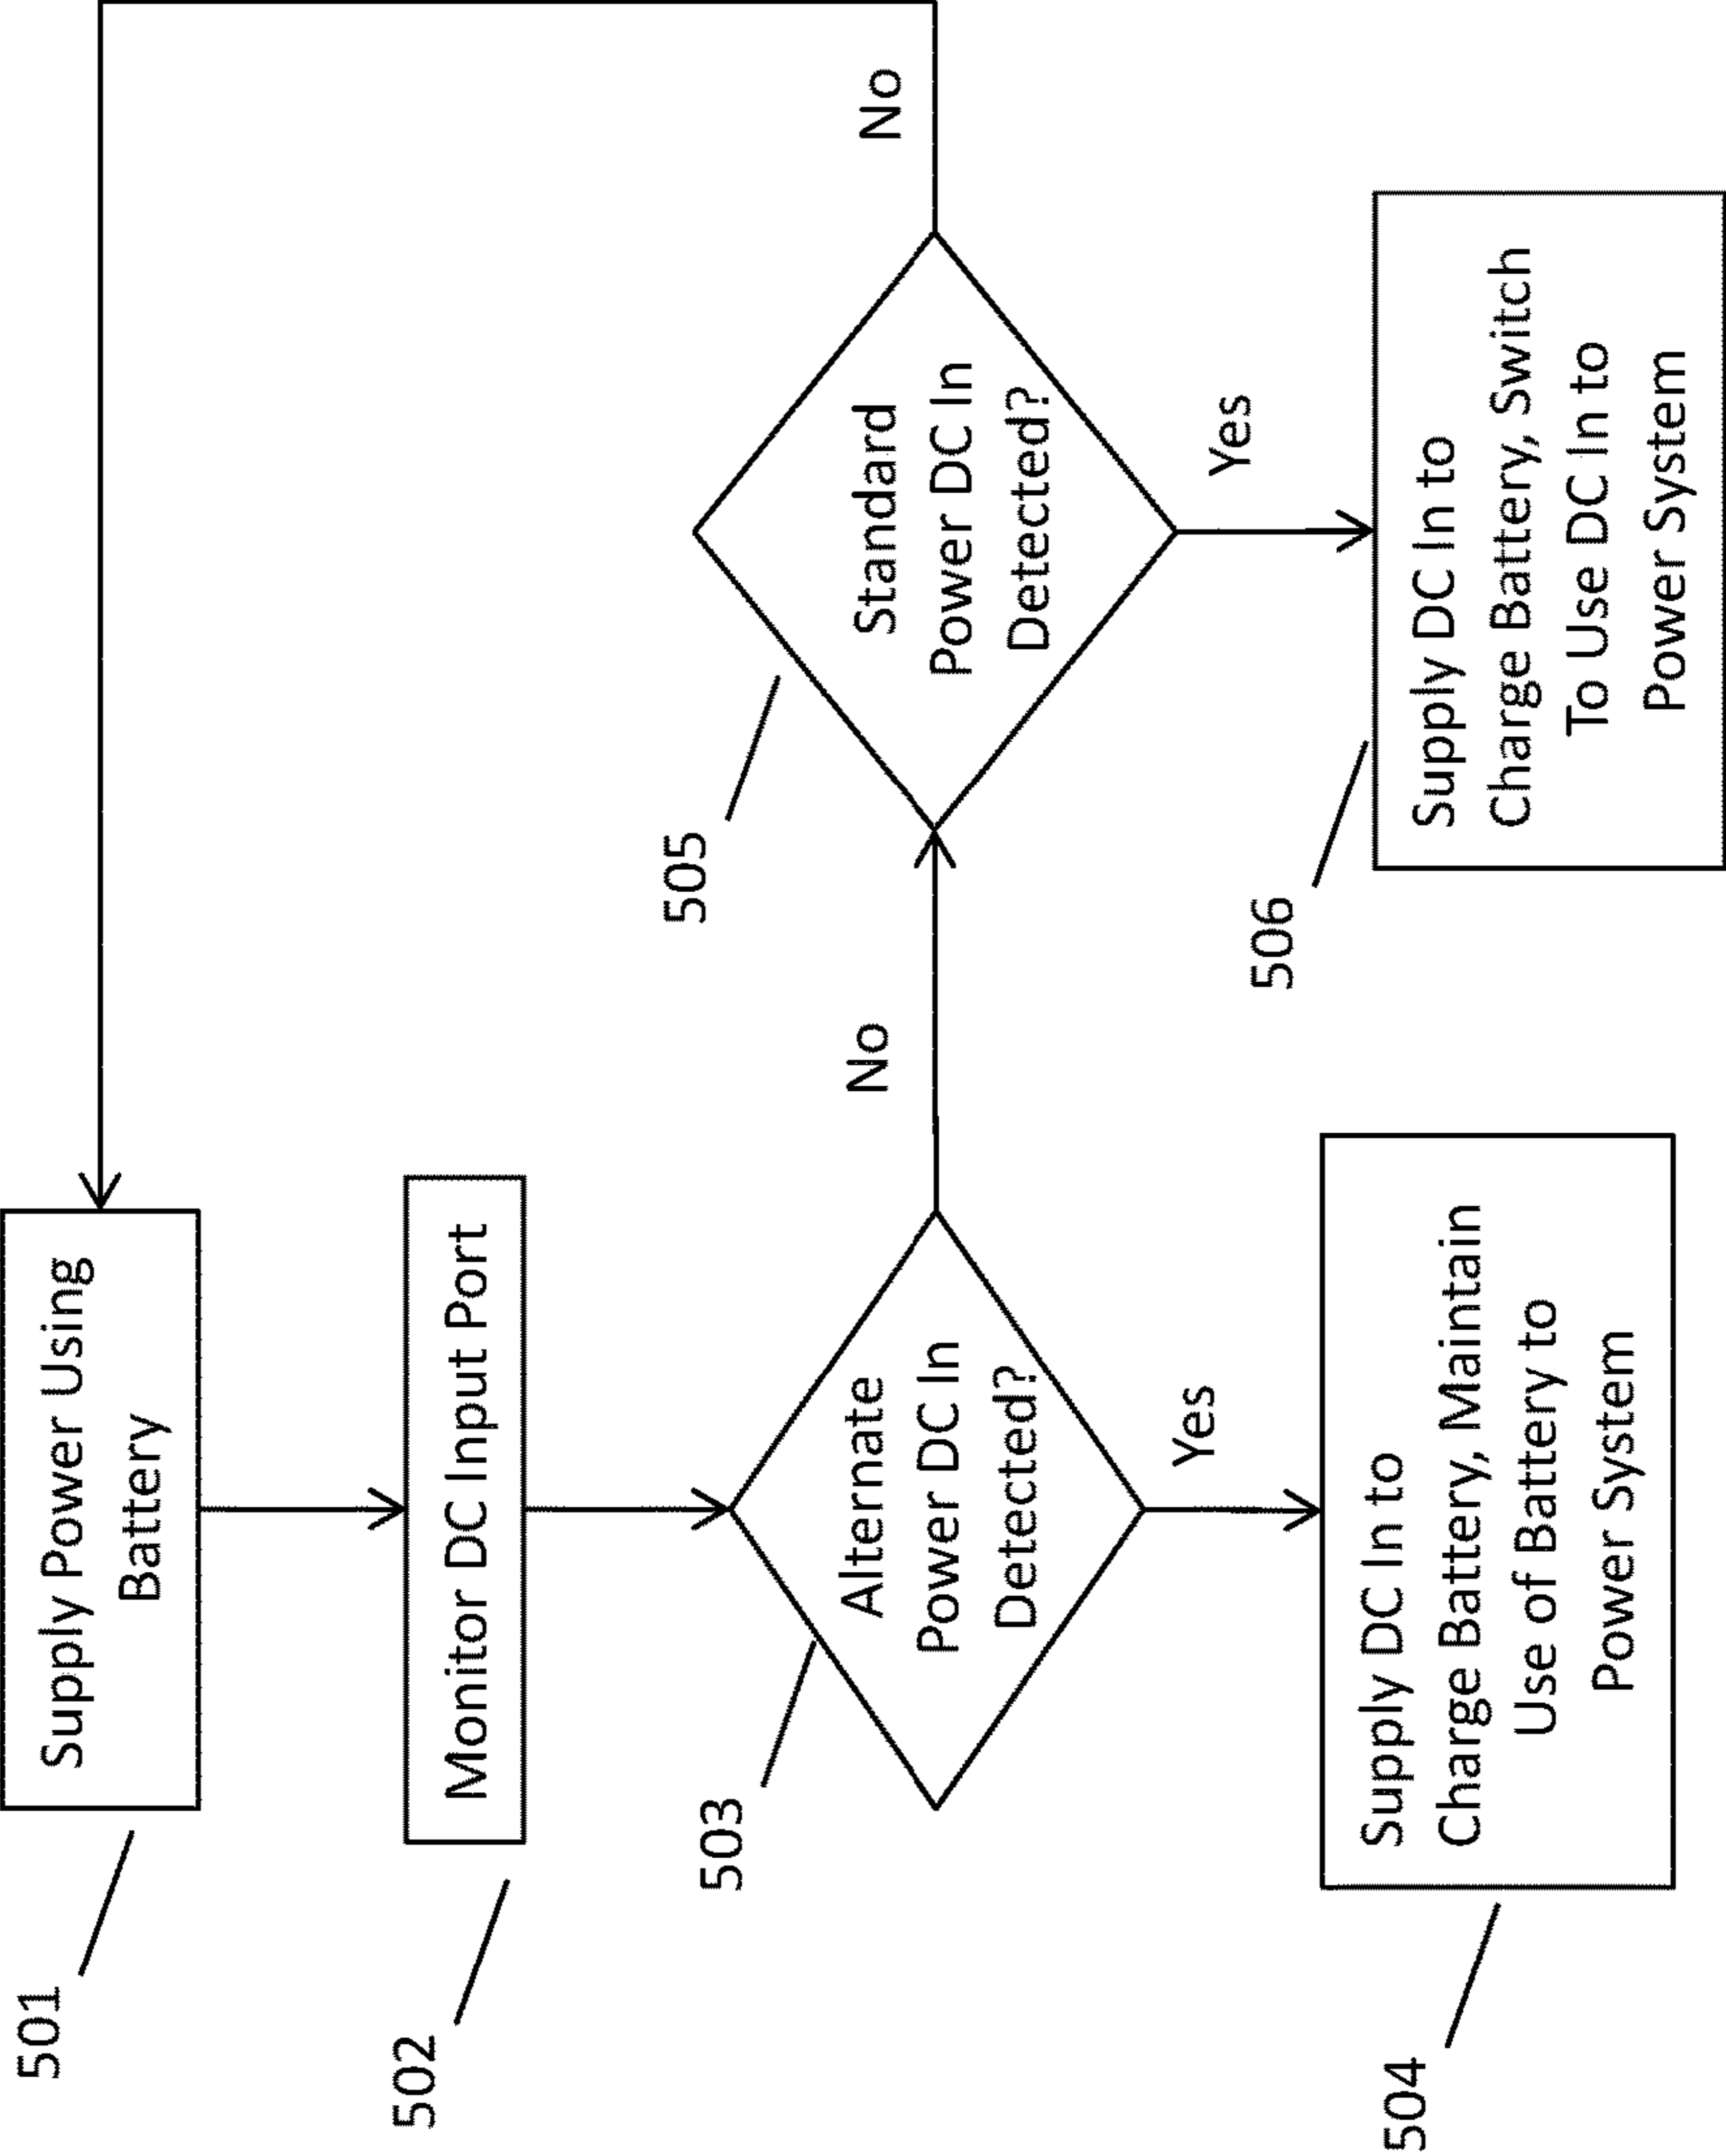 501
Supply Power Using
Battery
502
Monitor DC Input Port
503
Alternate
Power DC In
Detected?
No
Yes
504
Supply DC In to
Charge Battery, Maintain
Use of Battery to
Power System
505
Standard
Power DC In
Detected?
No
Yes
506
Supply DC In to
Charge Battery, Switch
To Use DC In to
Power System